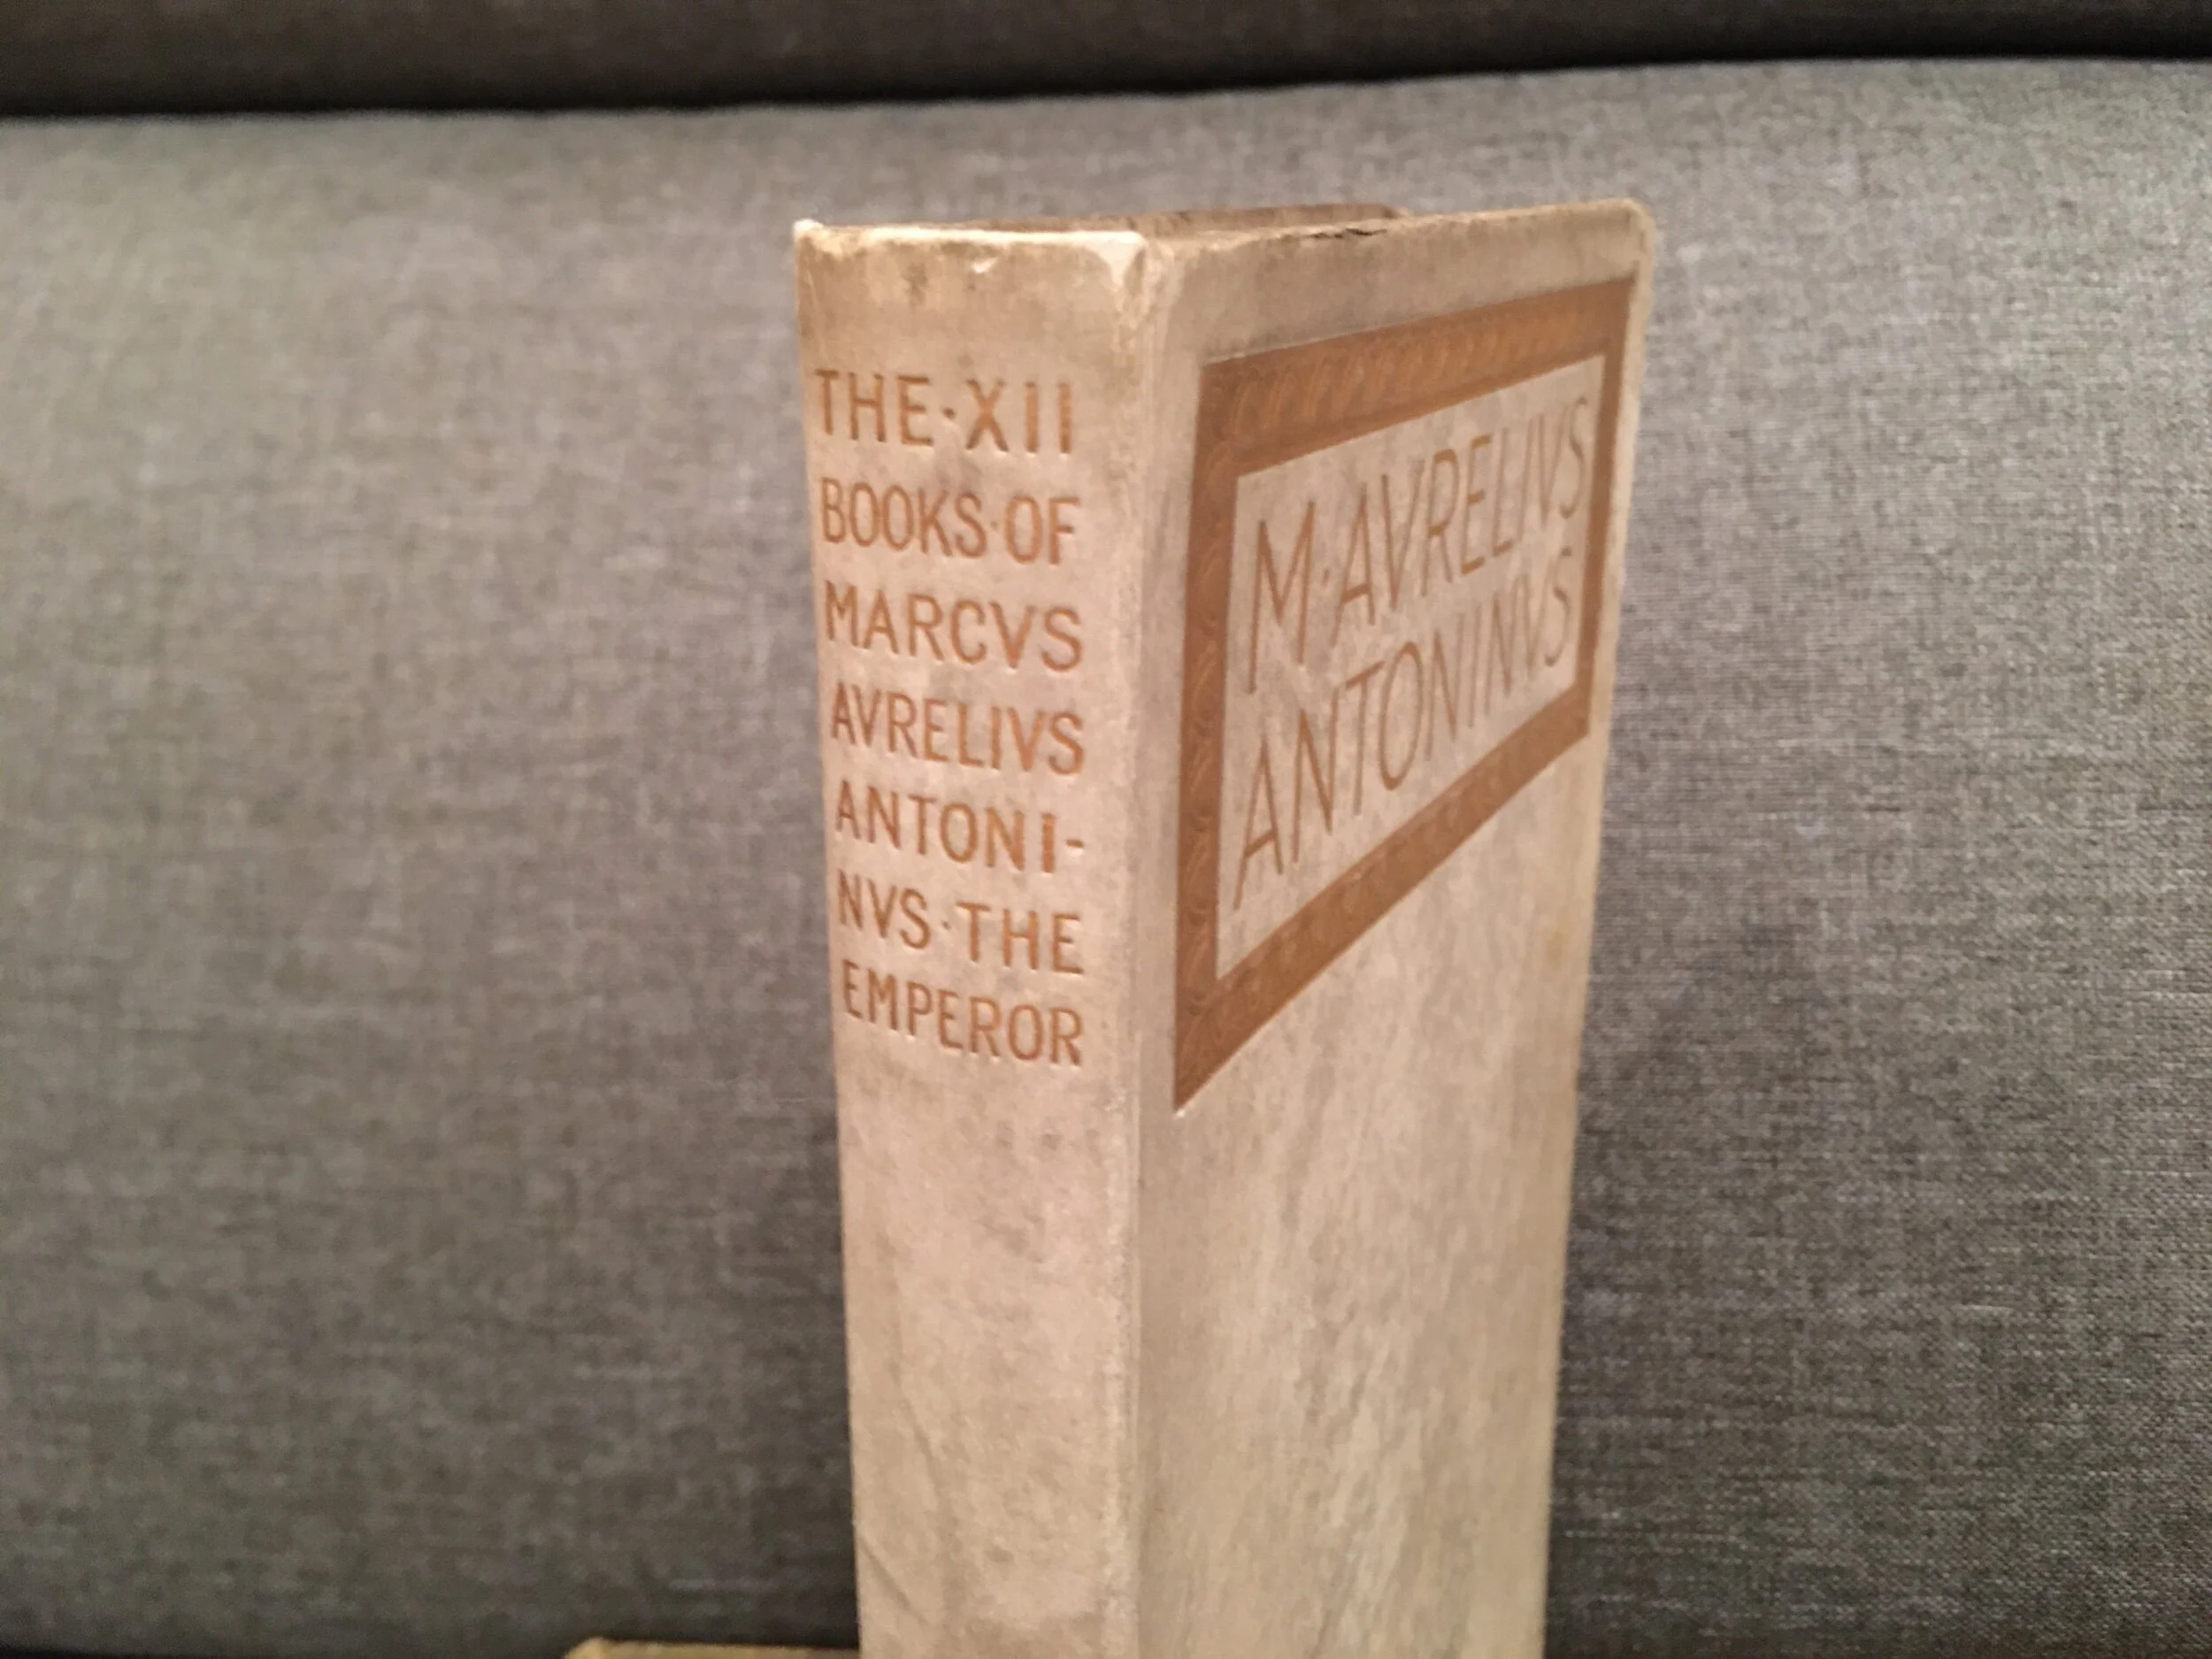 THE·XII
BOOKS·OF
MARCVS
AVRELIVS
ANTONI-
NVS·THE
EMPEROR
M·AVRELIVS
ANTONINVS